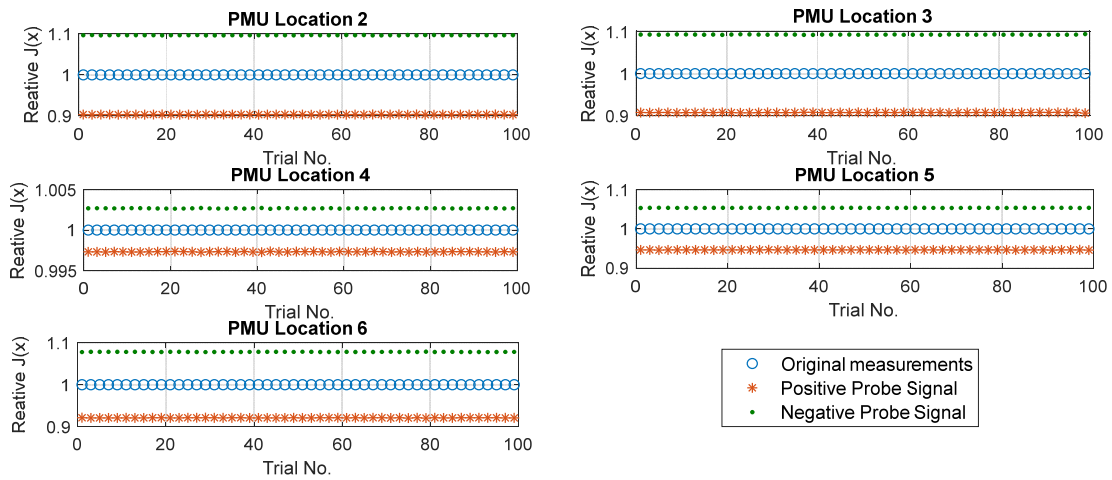 PMU Location 2
1.1
1
0.9
Reative J(x)
0 20 40 60 80 100
Trial No.
PMU Location 3
1.1
1
0.9
Reative J(x)
0 20 40 60 80 100
Trial No.
PMU Location 4
1.005
1
0.995
Reative J(x)
0 20 40 60 80 100
Trial No.
PMU Location 5
1.1
1
0.9
Reative J(x)
0 20 40 60 80 100
Trial No.
PMU Location 6
1.1
1
0.9
Reative J(x)
0 20 40 60 80 100
Trial No.
Original measurements
Positive Probe Signal
Negative Probe Signal